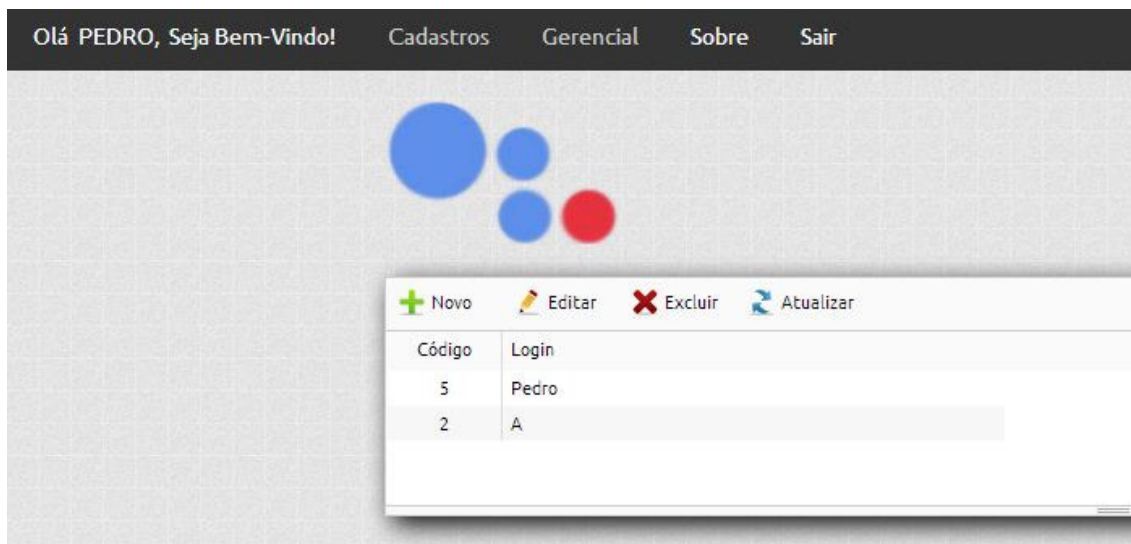 Olá PEDRO, Seja Bem-Vindo! Cadastros Gerencial Sobre Sair
Novo Editar Excluir Atualizar
Código Login
5 Pedro
2 A